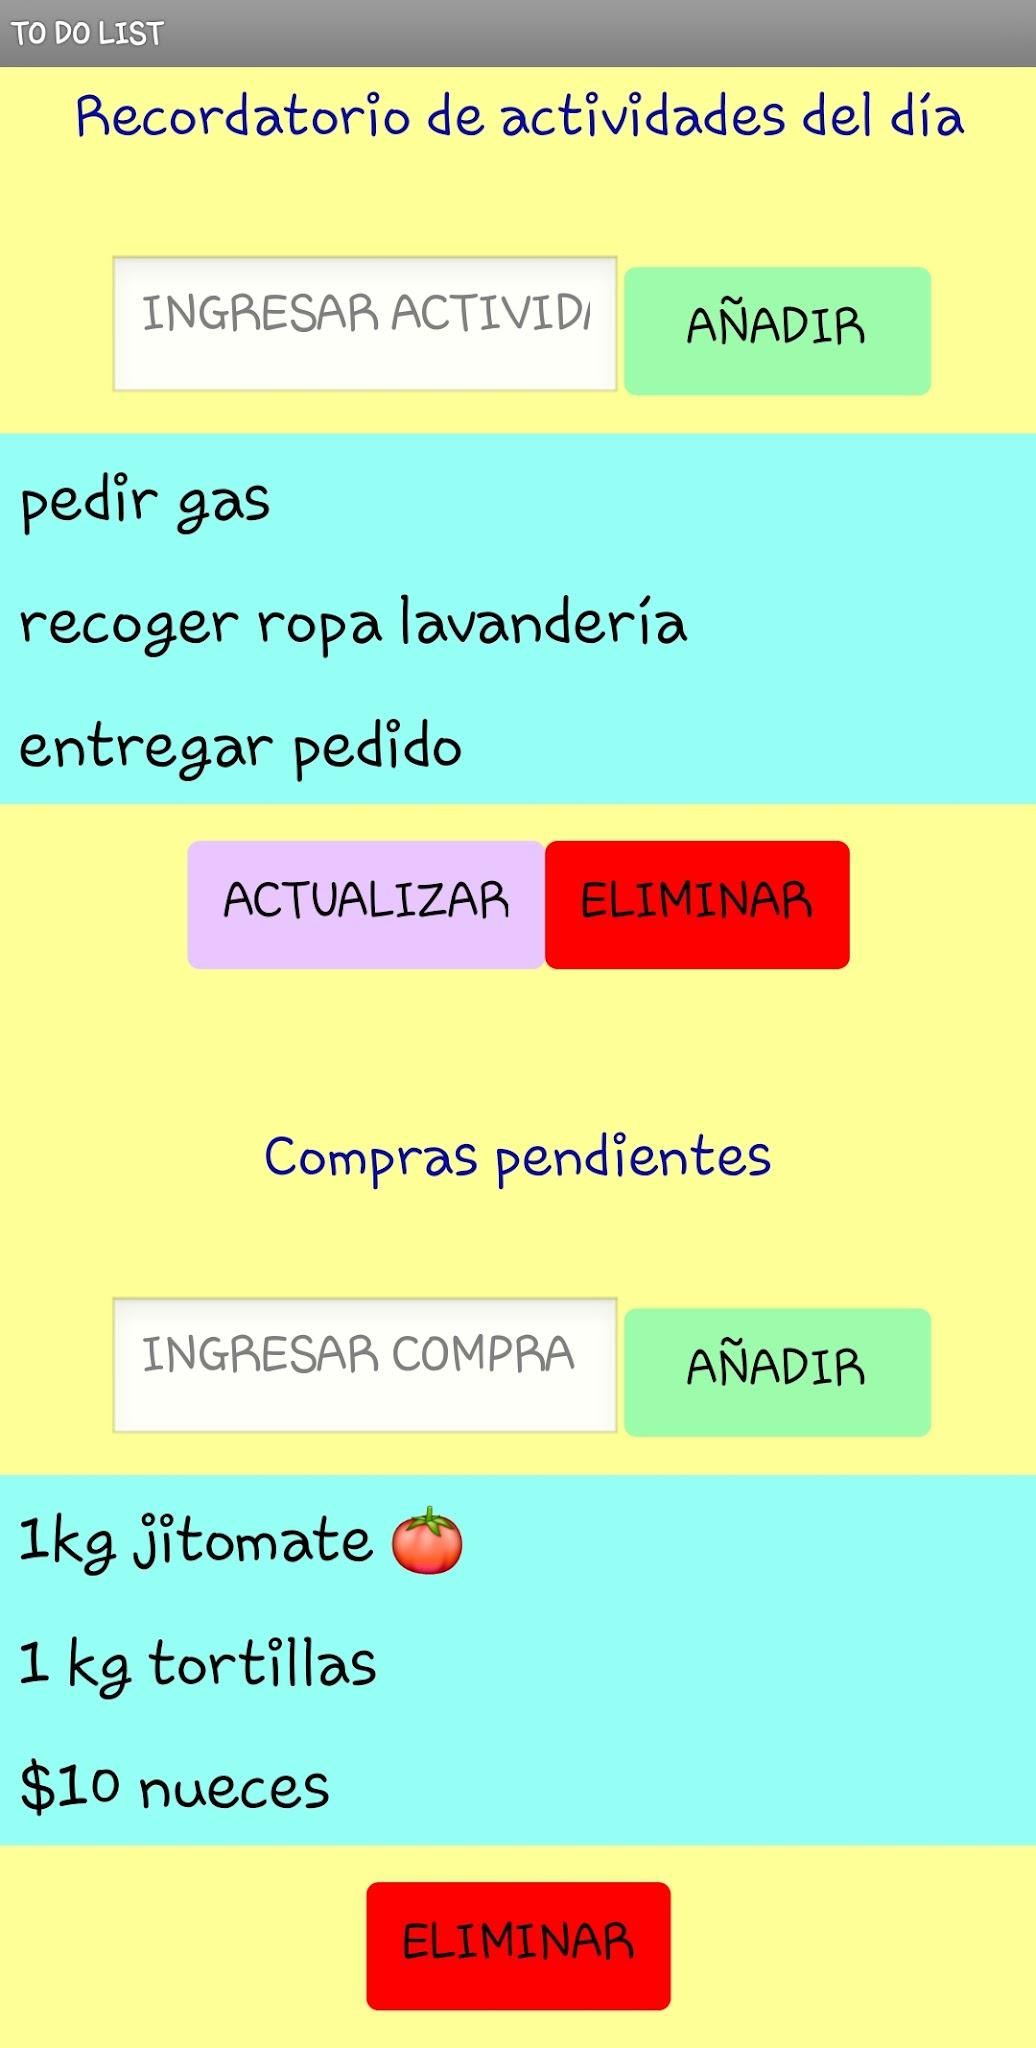 TO DO LIST
Recordatorio de actividades del día
INGRESAR ACTIVID
AÑADIR
pedir gas
recoger ropa lavandería
entregar pedido
ACTUALIZAR
ELIMINAR
Compras pendientes
INGRESAR COMPRA
AÑADIR
1kg jitomate 🍅
1 kg tortillas
$10 nueces
ELIMINAR